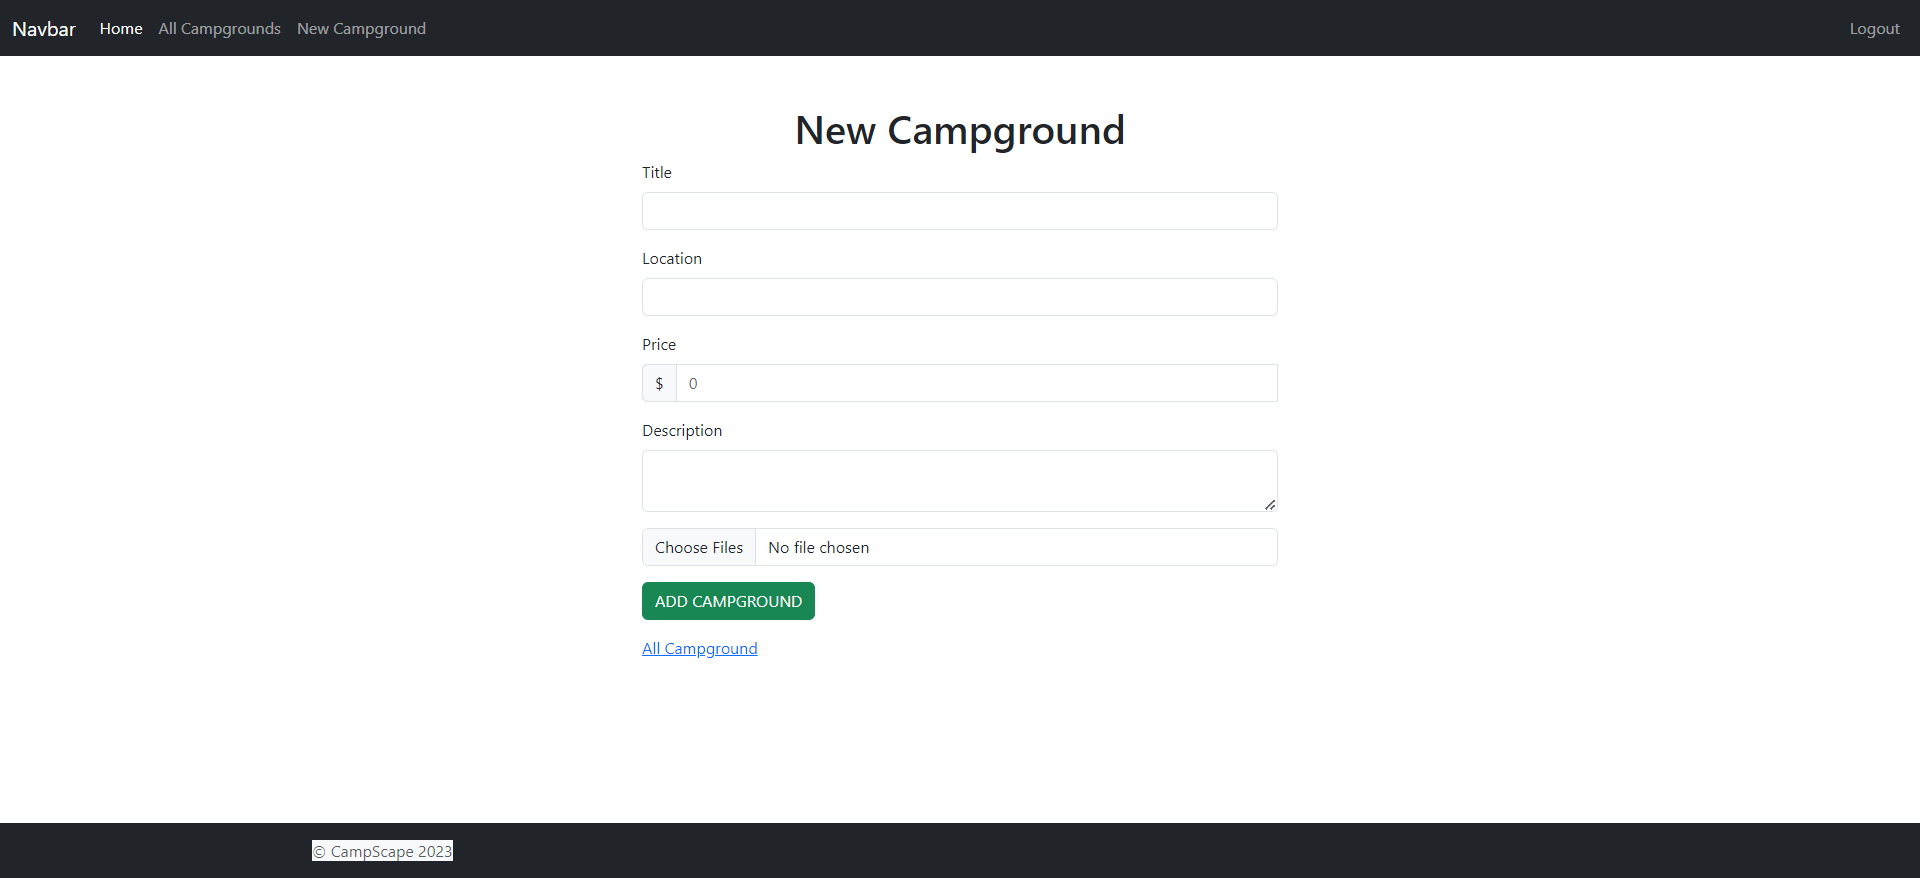 Navbar Home All Campgrounds New Campground Logout
New Campground
Title
Location
Price
$ 0
Description
Choose Files No file chosen
ADD CAMPGROUND
All Campground
© CampScape 2023